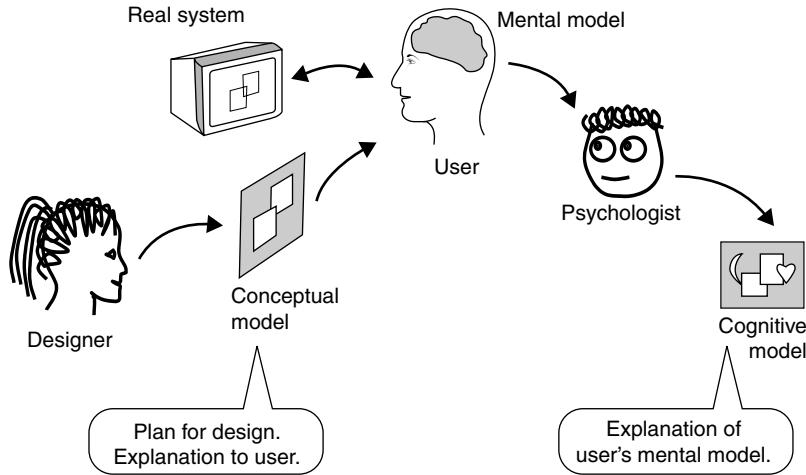 Real system
Mental model
User
Psychologist
Designer
Conceptual
model
Cognitive
model
Plan for design.
Explanation to user.
Explanation of
user's mental model.